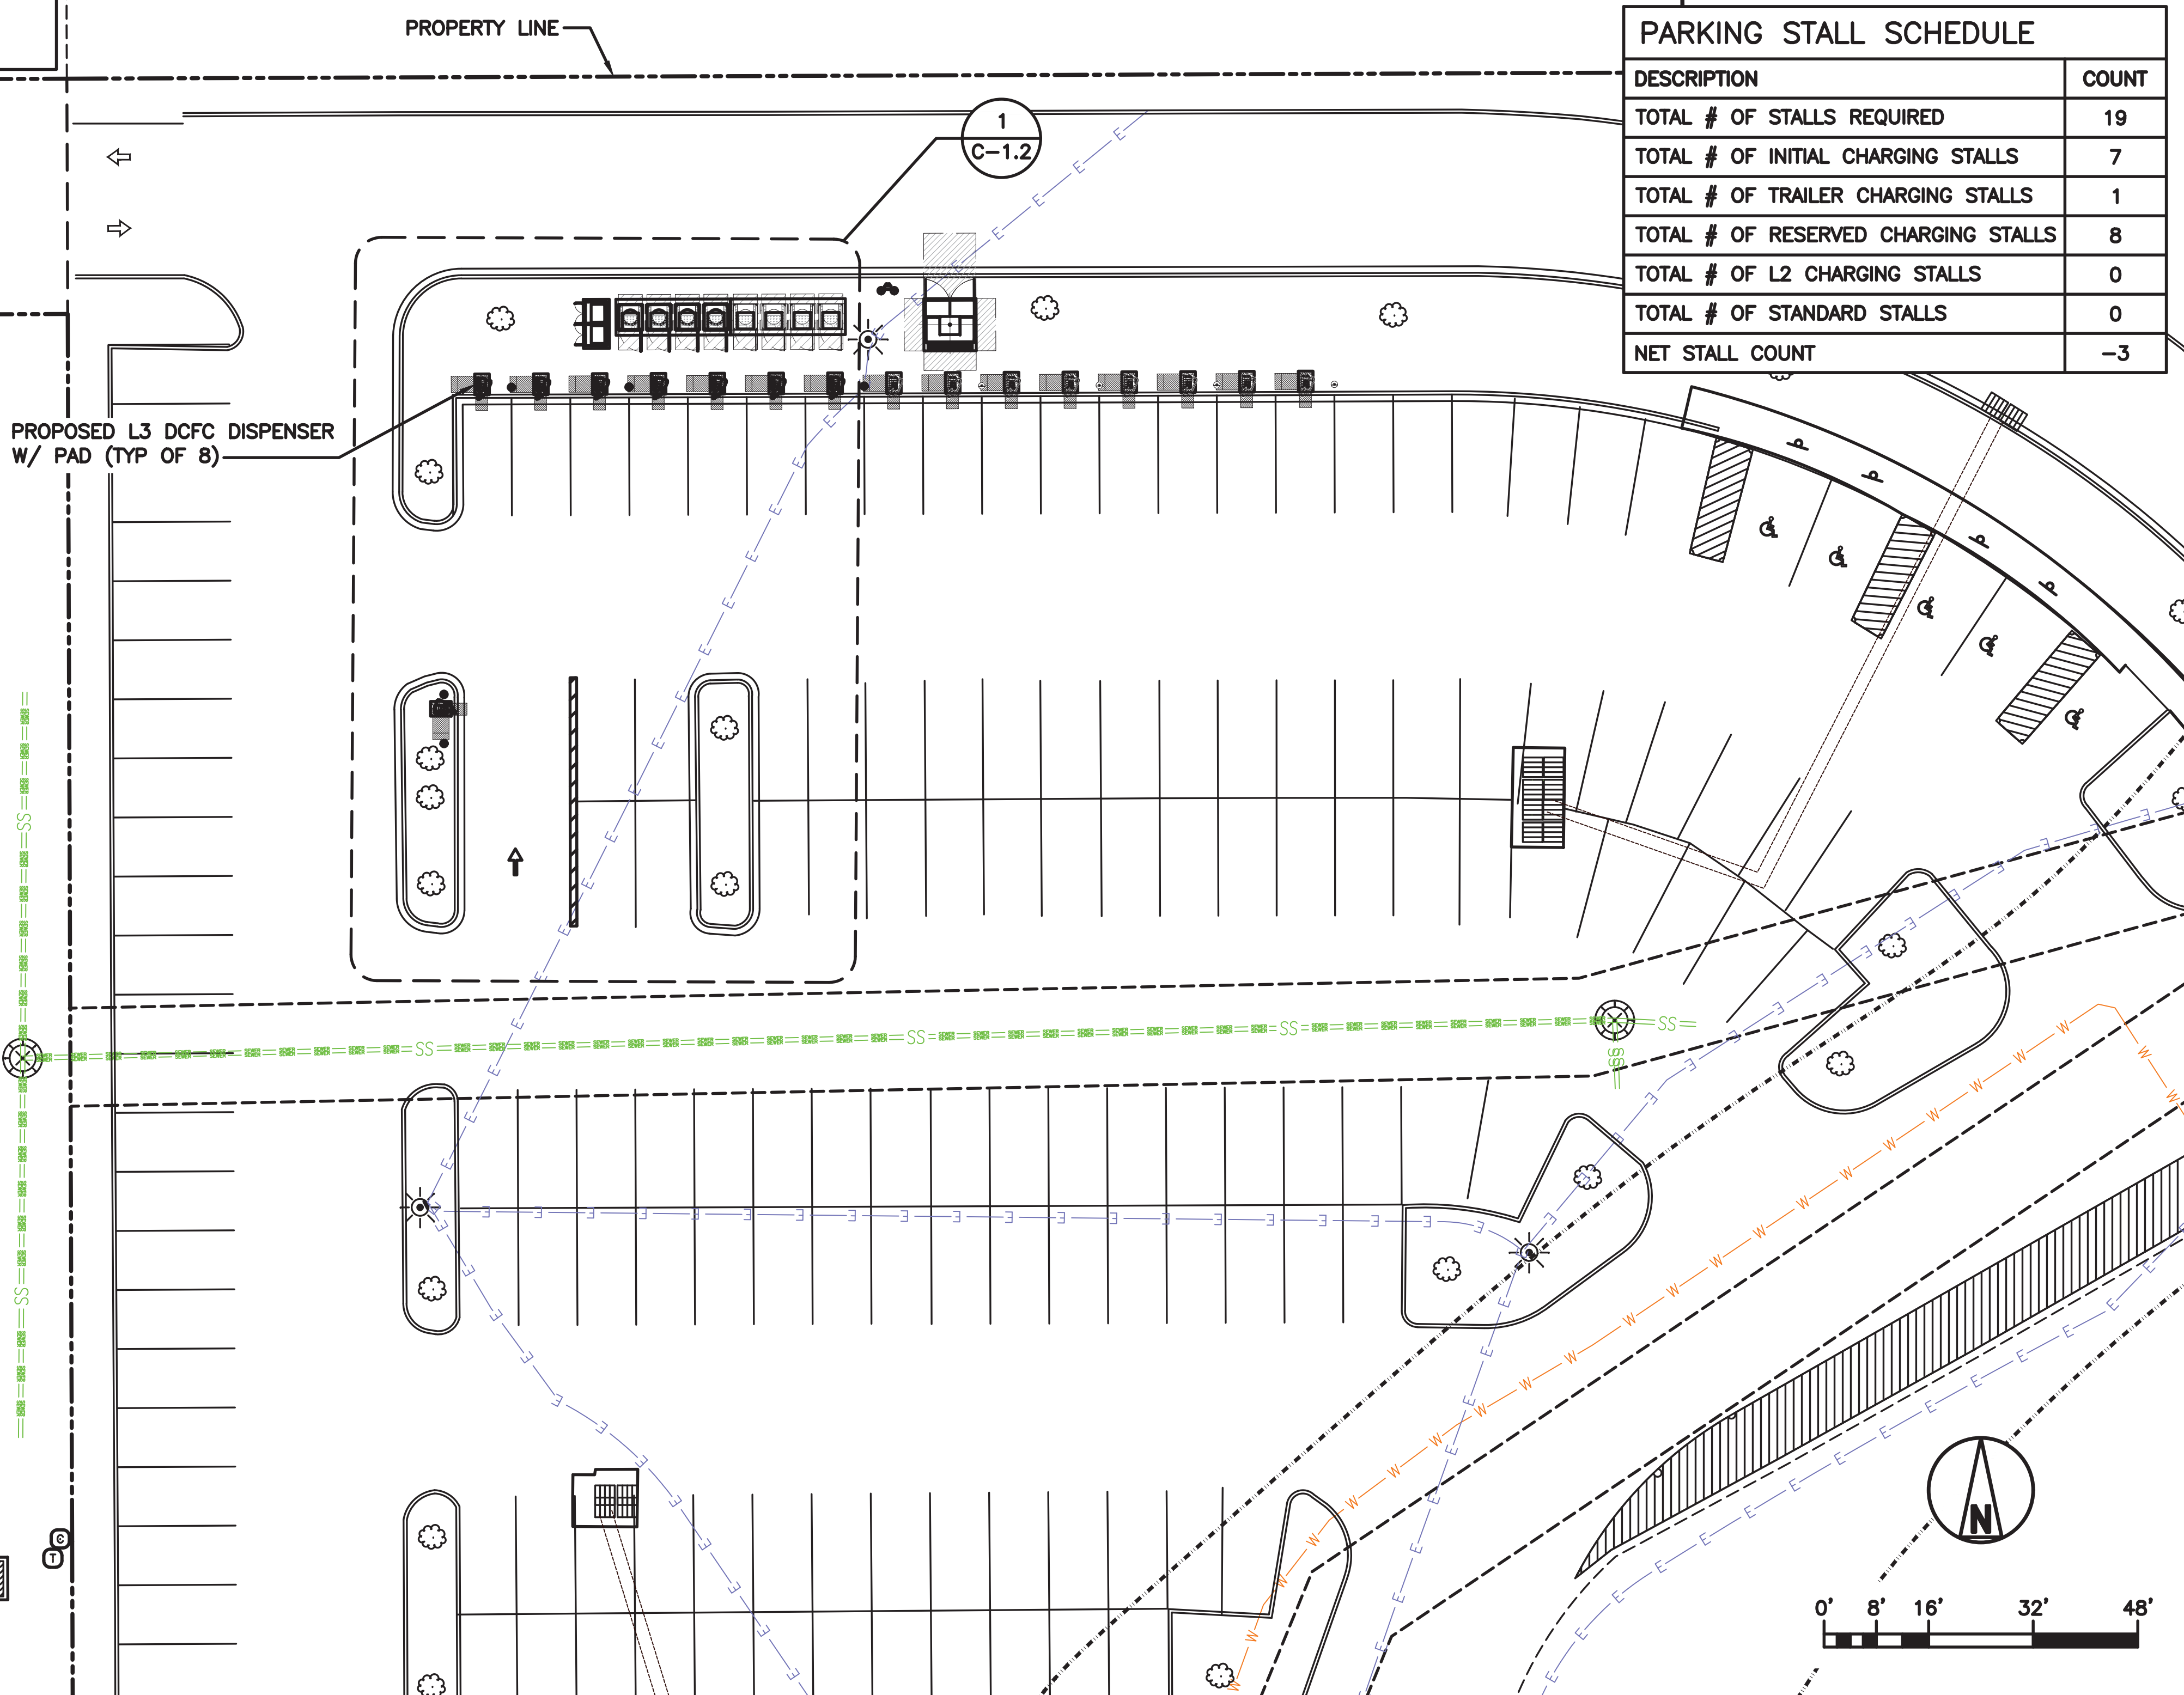 PROPERTY LINE
1
C-1.2
PARKING STALL SCHEDULE
DESCRIPTION COUNT
TOTAL # OF STALLS REQUIRED 19
TOTAL # OF INITIAL CHARGING STALLS 7
TOTAL # OF TRAILER CHARGING STALLS 1
TOTAL # OF RESERVED CHARGING STALLS 8
TOTAL # OF L2 CHARGING STALLS 0
TOTAL # OF STANDARD STALLS 0
NET STALL COUNT -3
PROPOSED L3 DCFC DISPENSER
W/ PAD (TYP OF 8)
SS
SS
SS
SS
SS
SS
SS
E
W
C
T
N
0' 8' 16' 32' 48'